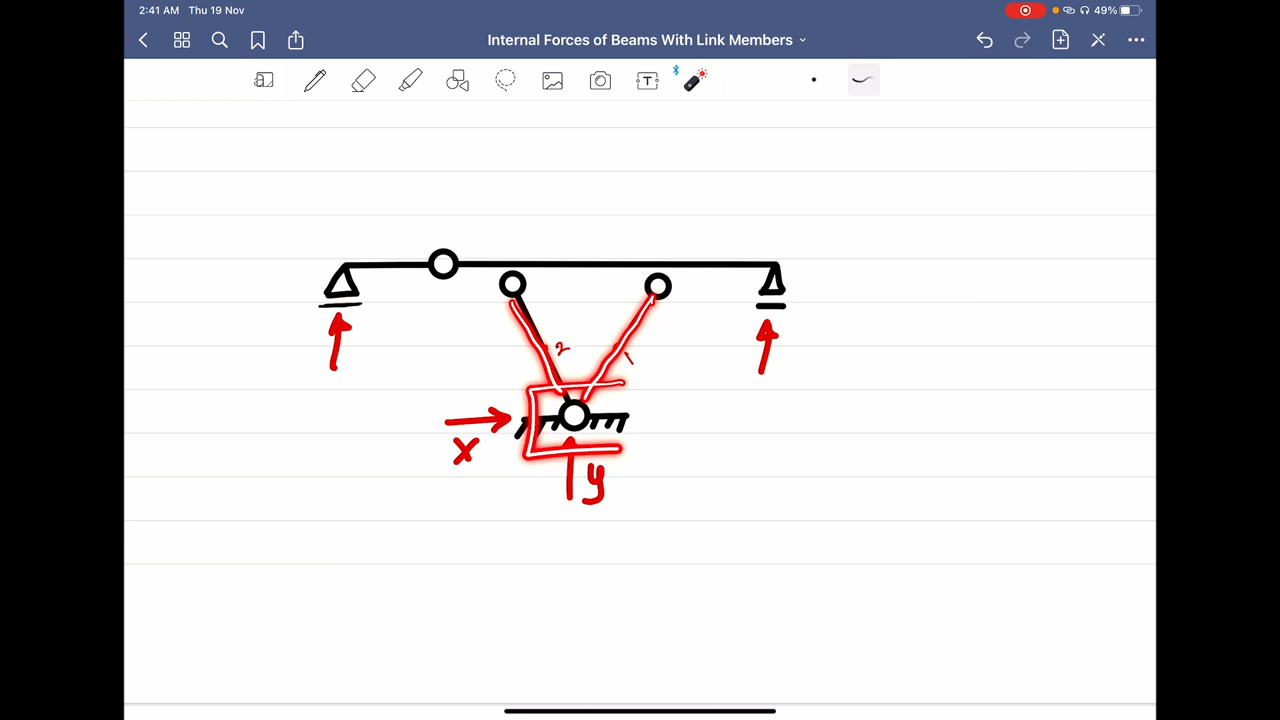 2:41 AM Thu 19 Nov
49%
Internal Forces of Beams With Link Members
T
2
1
x
y